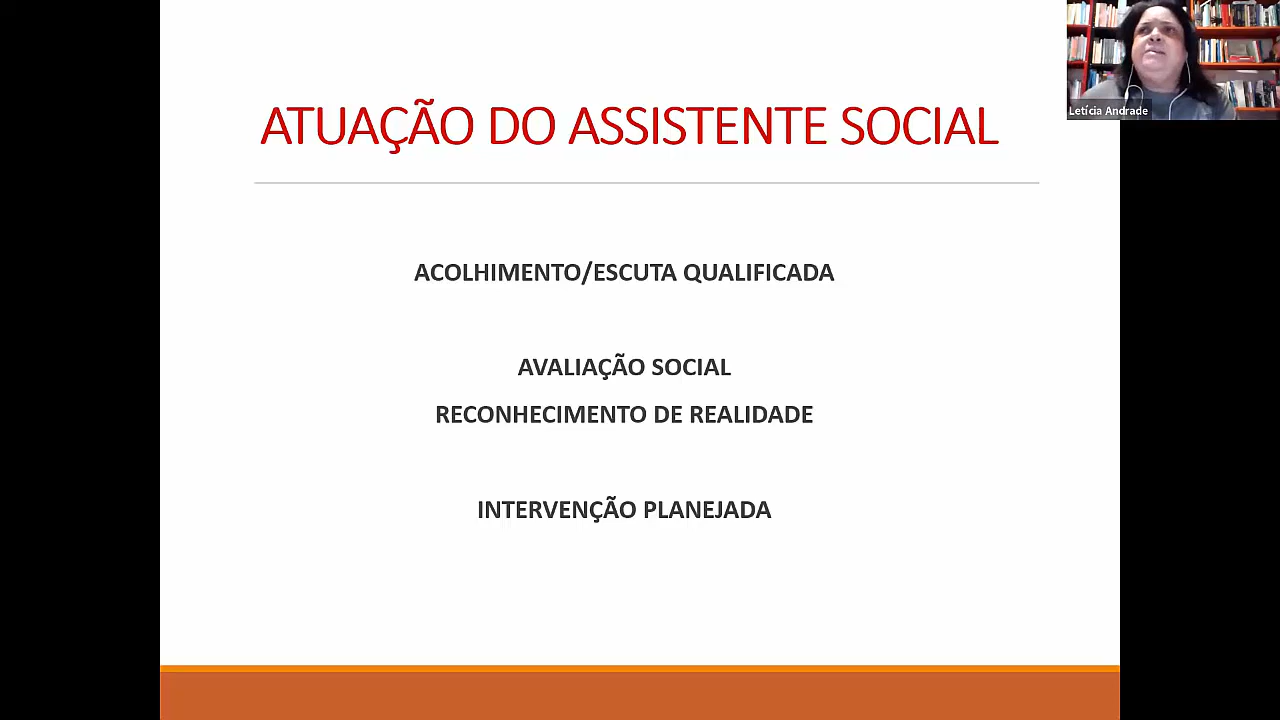 ATUAÇÃO DO ASSISTENTE SOCIAL
Letícia Andrade
ACOLHIMENTO/ESCUTA QUALIFICADA
AVALIAÇÃO SOCIAL
RECONHECIMENTO DE REALIDADE
INTERVENÇÃO PLANEJADA